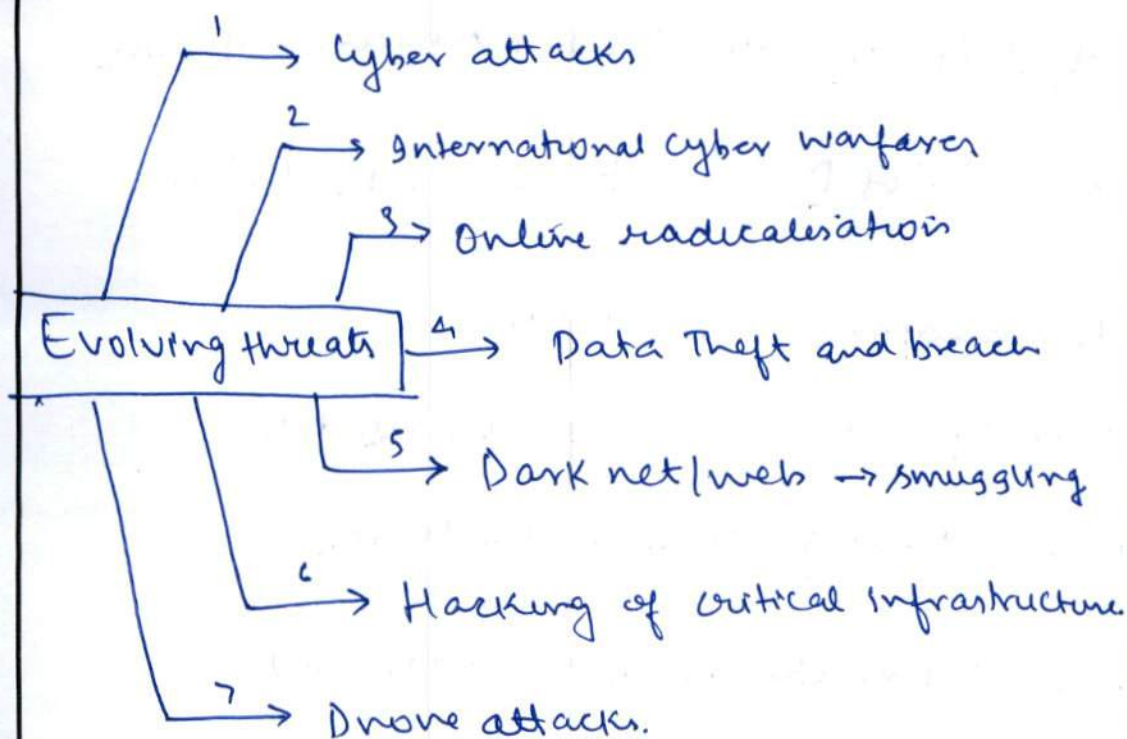 1 → Cyber attacks
2 → International cyber warfares
3 → Online radicalisation
Evolving threats 4 → Data Theft and breach
5 → Dark net/web → smuggling
6 → Hacking of critical infrastructure
7 → Drone attacks.